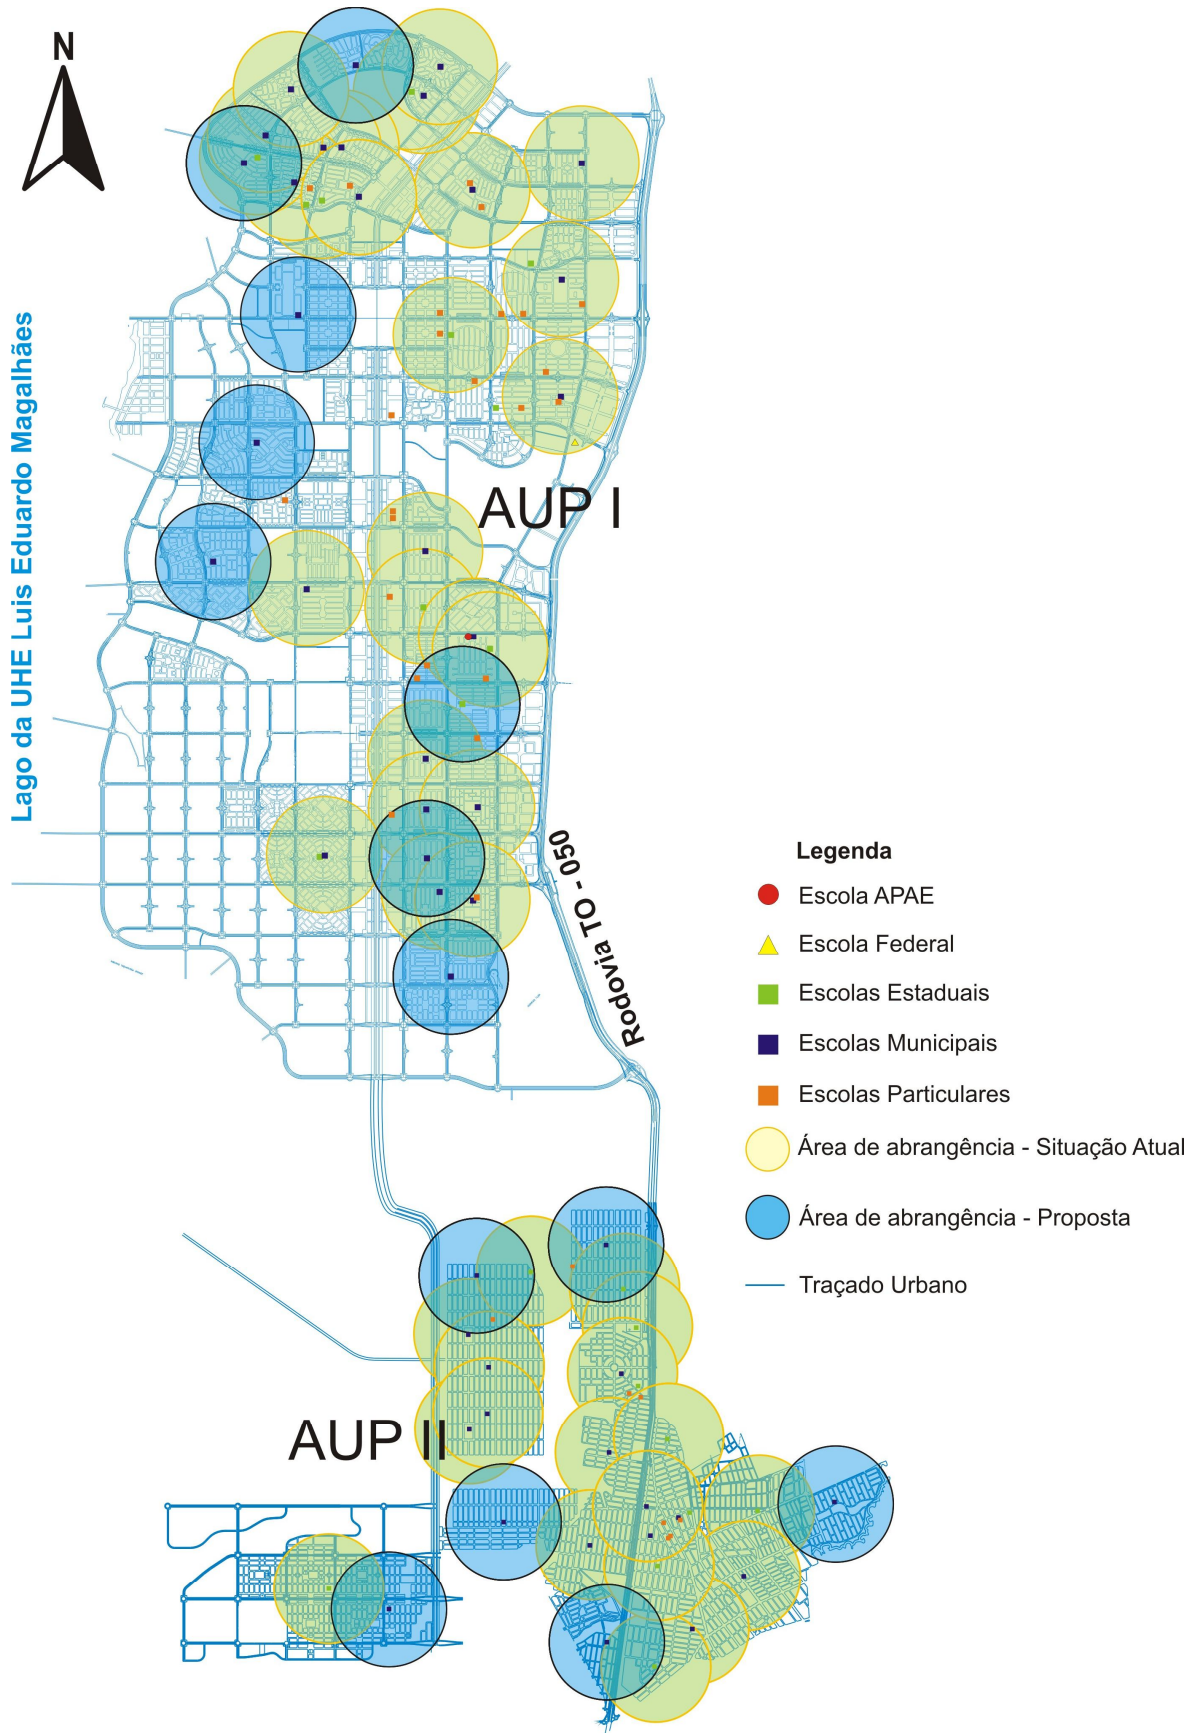 N
Lago da UHE Luis Eduardo Magalhães
AUP I
Rodovia TO - 050
Legenda
Escola APAE
Escola Federal
Escolas Estaduais
Escolas Municipais
Escolas Particulares
Área de abrangência - Situação Atual
Área de abrangência - Proposta
Traçado Urbano
AUP II